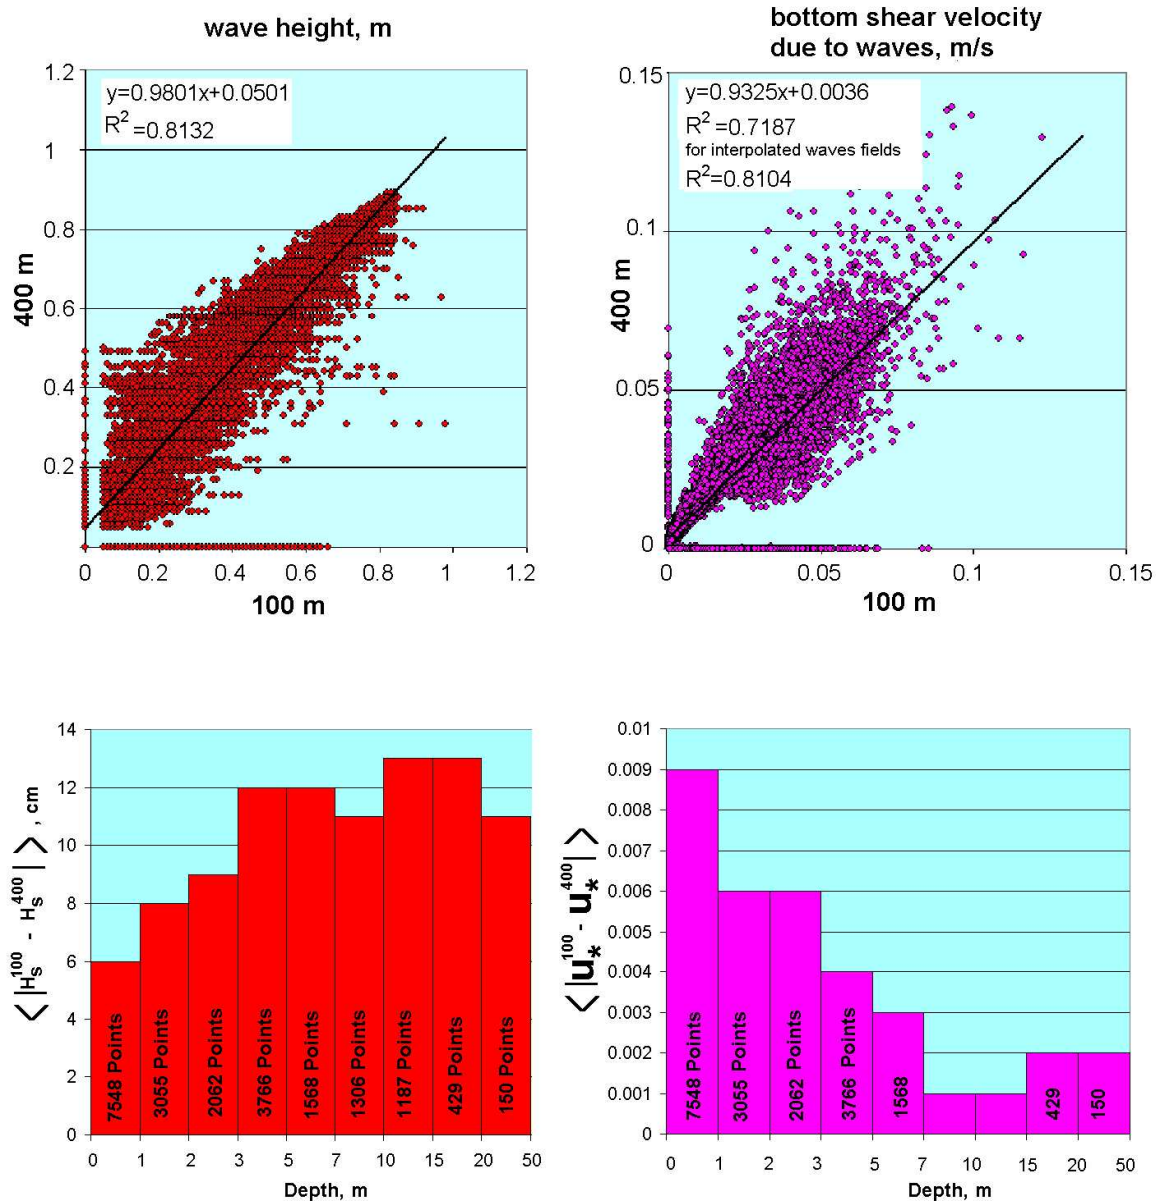 wave height, m
1.2
1
0.8
0.6
0.4
0.2
y=0.9801x+0.0501
R² =0.8132
400 m
0 0.2 0.4 0.6 0.8 1 1.2
100 m
bottom shear velocity
due to waves, m/s
0.15
0.1
0.05
0
y=0.9325x+0.0036
R² =0.7187
for interpolated waves fields
R²=0.8104
400 m
0 0.05 0.1 0.15
100 m
14
12
10
8
6
4
2
0
< |H_S^100 - H_S^400| > , cm
7548 Points
3055 Points
2062 Points
3766 Points
1568 Points
1306 Points
1187 Points
429 Points
150 Points
0 1 2 3 5 7 10 15 20 50
Depth, m
0.01
0.009
0.008
0.007
0.006
0.005
0.004
0.003
0.002
0.001
0
< |u_*^100 - u_*^400| >
7548 Points
3055 Points
2062 Points
3766 Points
1568
429
150
0 1 2 3 5 7 10 15 20 50
Depth, m